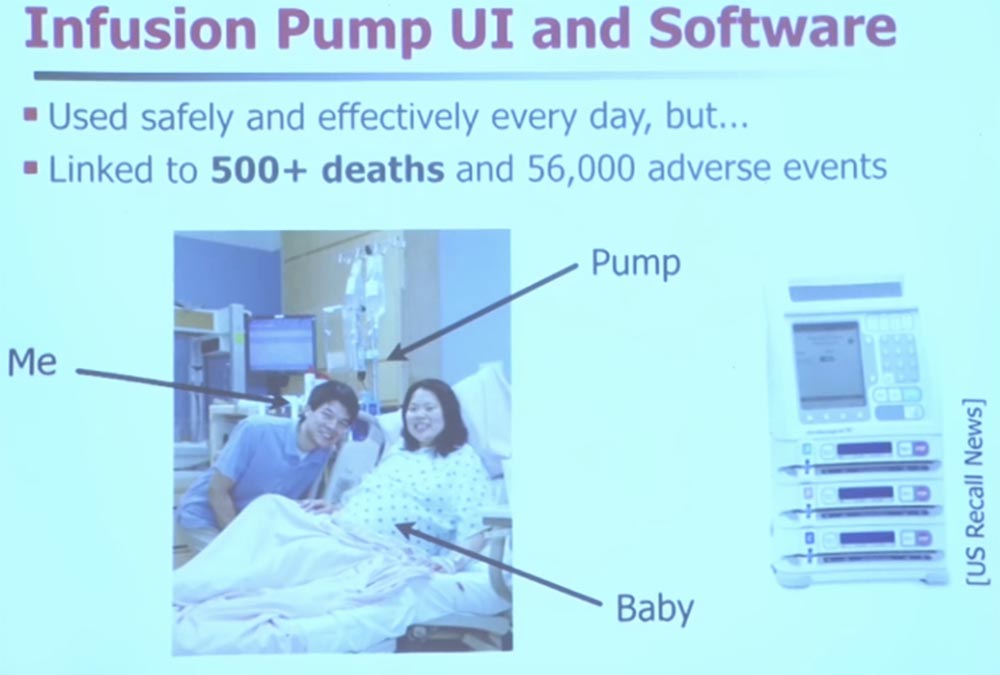 Infusion Pump UI and Software
▪ Used safely and effectively every day, but...
▪ Linked to 500+ deaths and 56,000 adverse events
Pump
Me
Baby
[US Recall News]